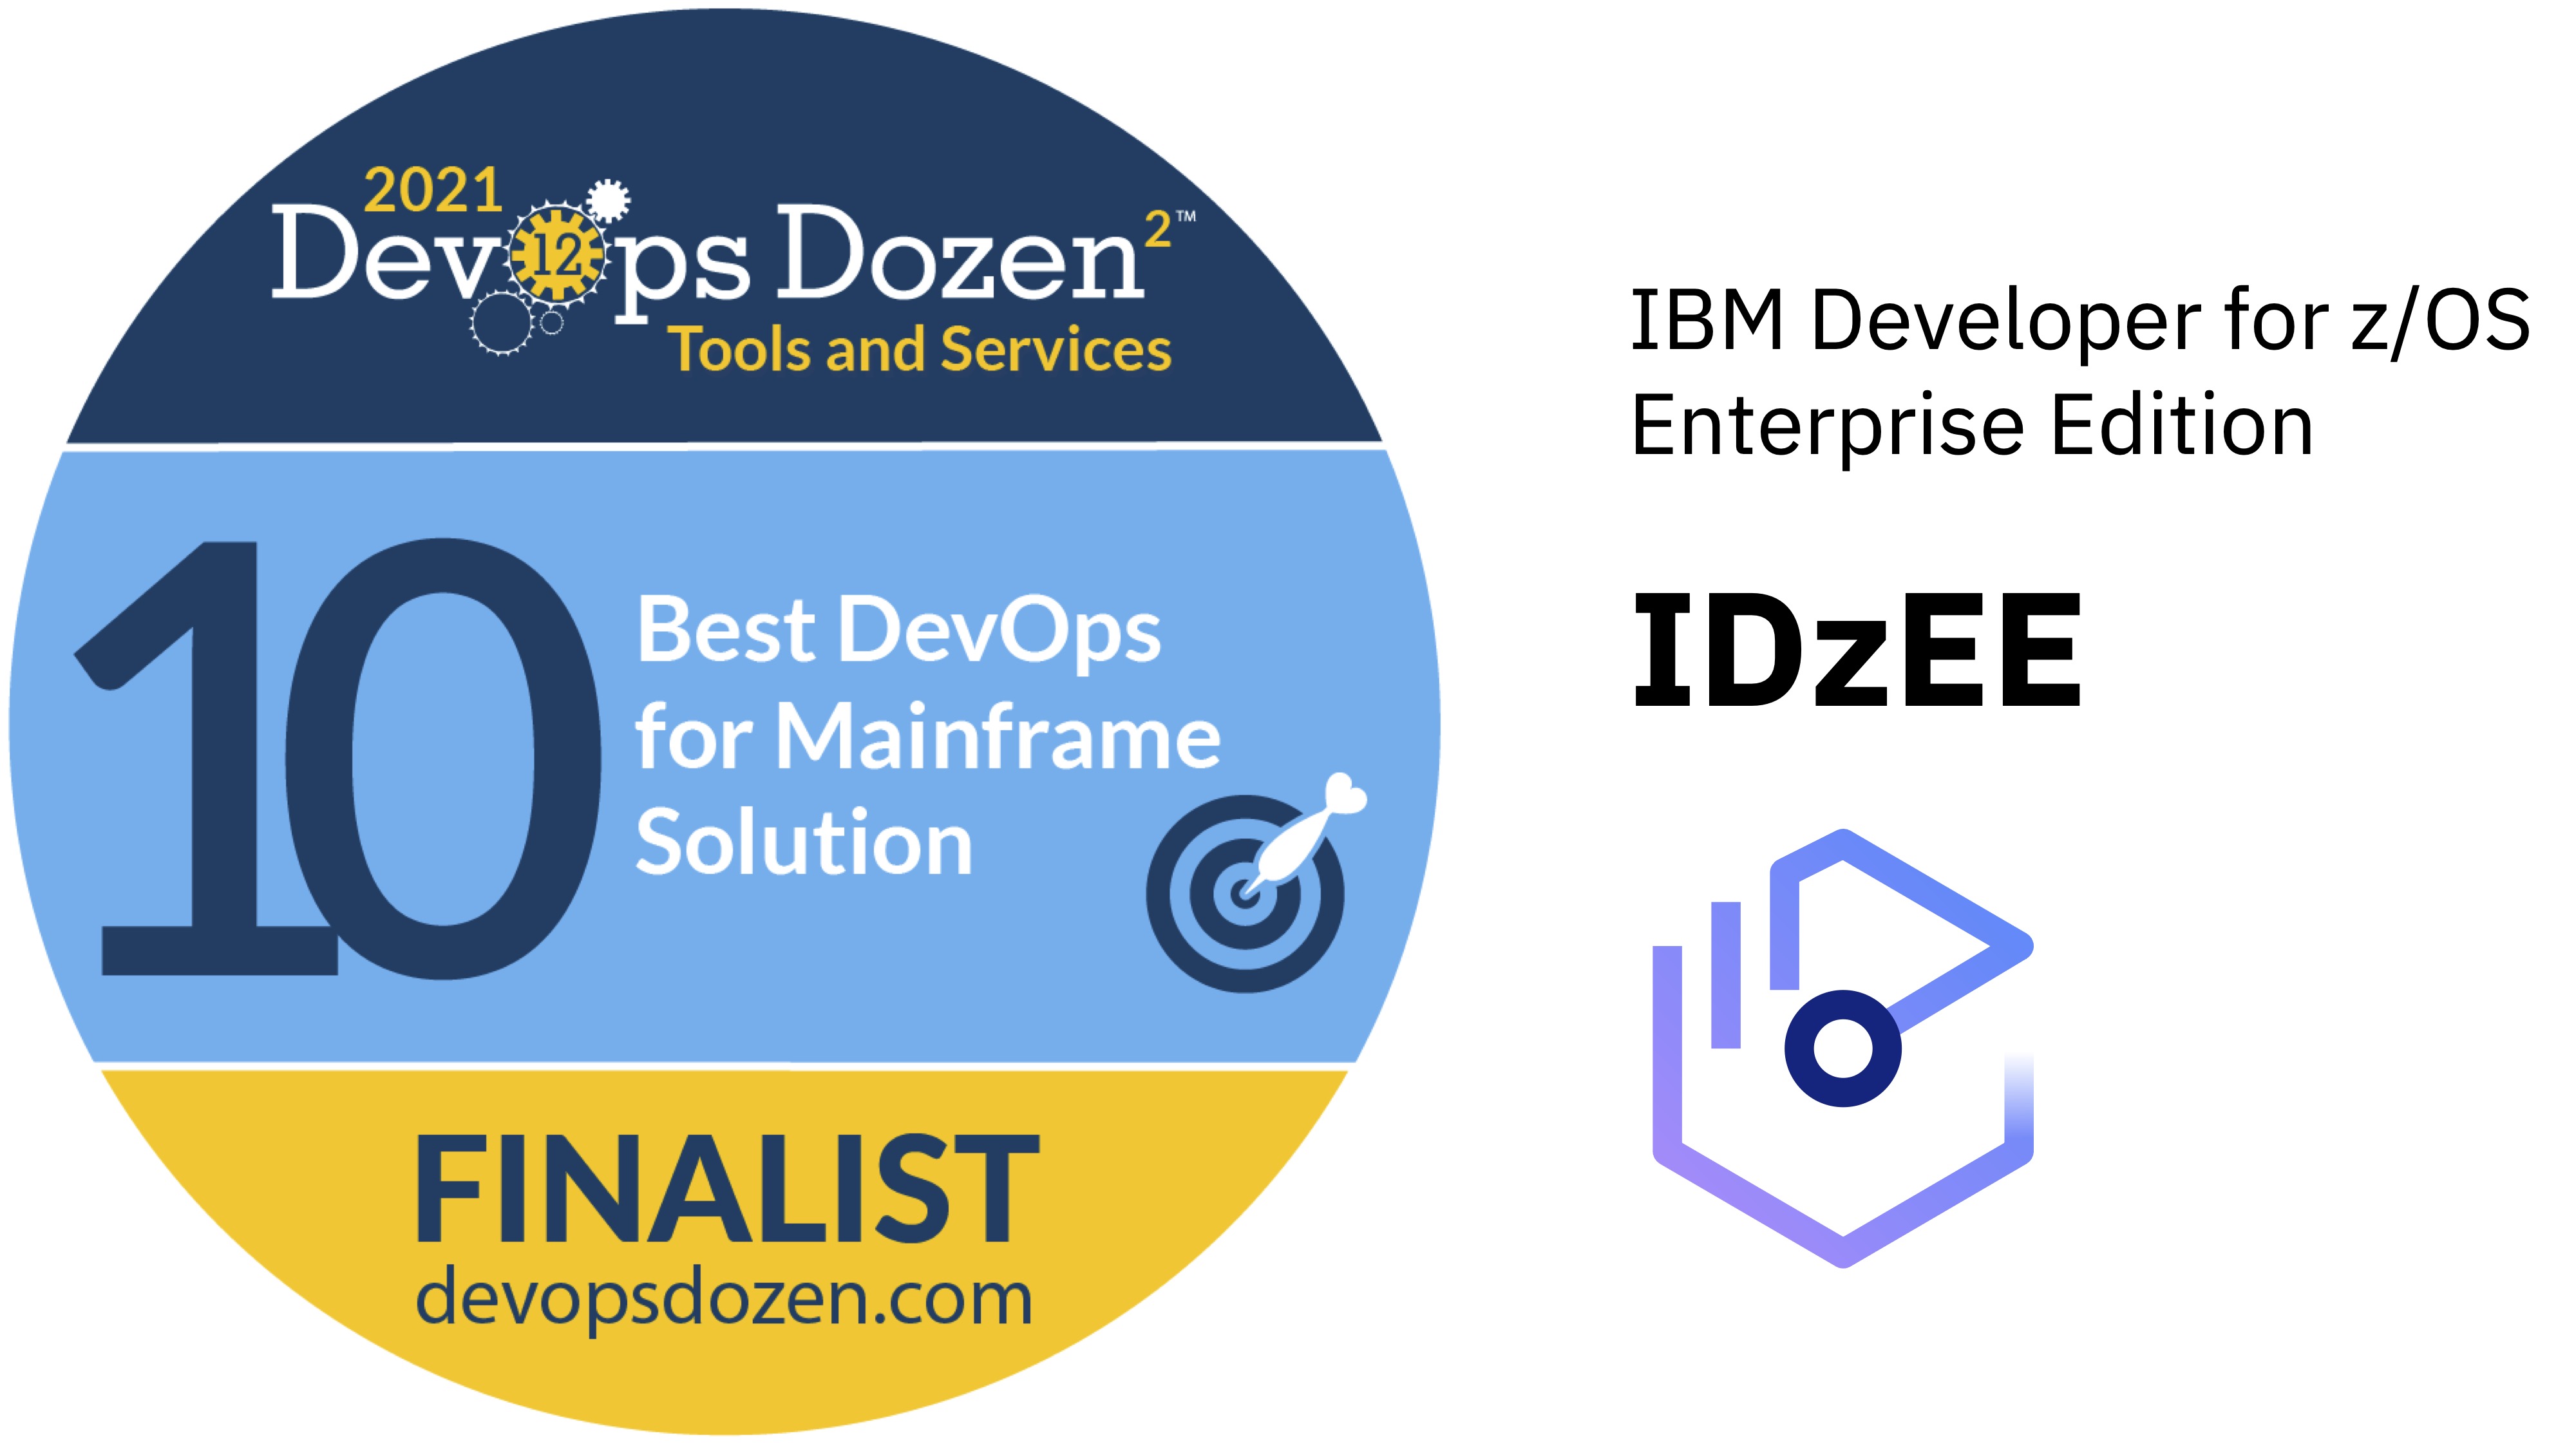 2021
DevOps Dozen2™
12
Tools and Services
10
Best DevOps
for Mainframe
Solution
FINALIST
devopsdozen.com
IBM Developer for z/OS
Enterprise Edition
IDzEE